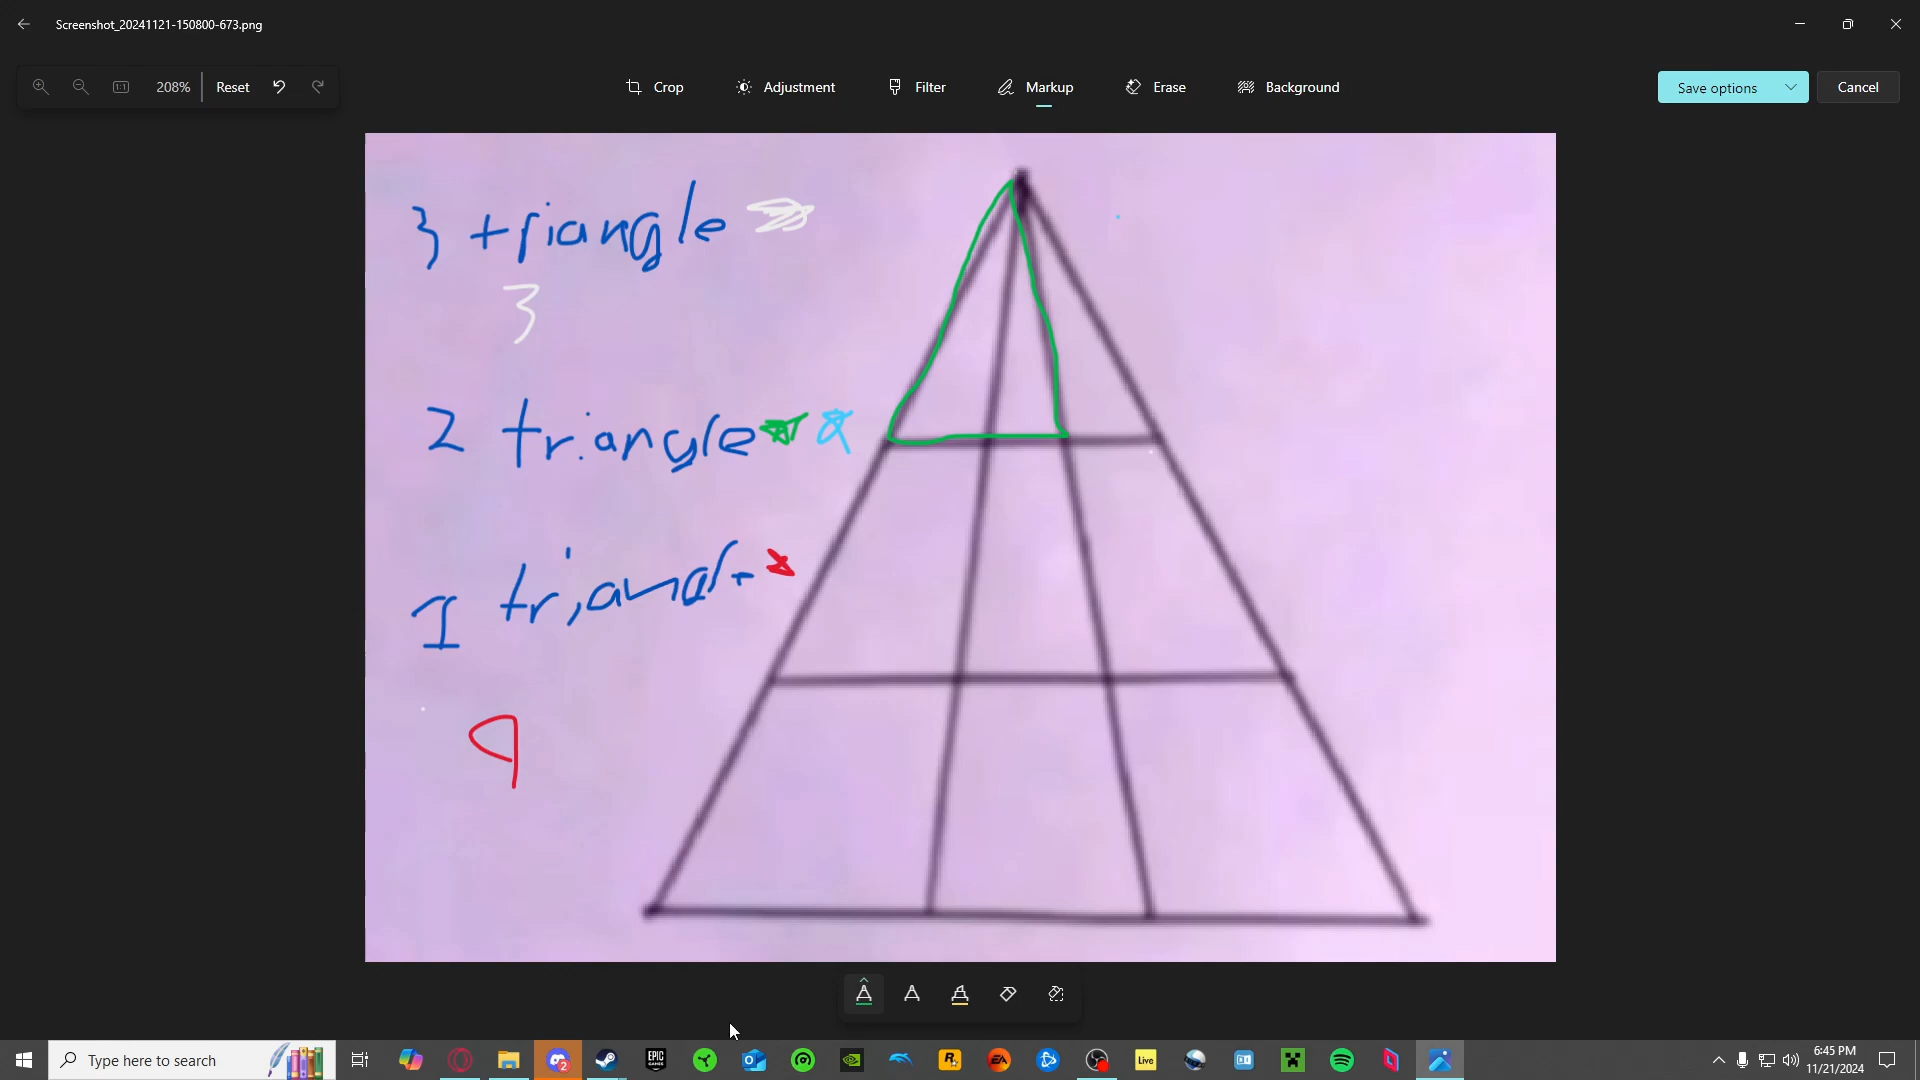 Screenshot_20241121-150800-673.png
208% Reset Crop Adjustment Filter Markup Erase Background Save options Cancel
3 triangle
3
2 triangle
1 triangle
9
Type here to search
6:45 PM
11/21/2024